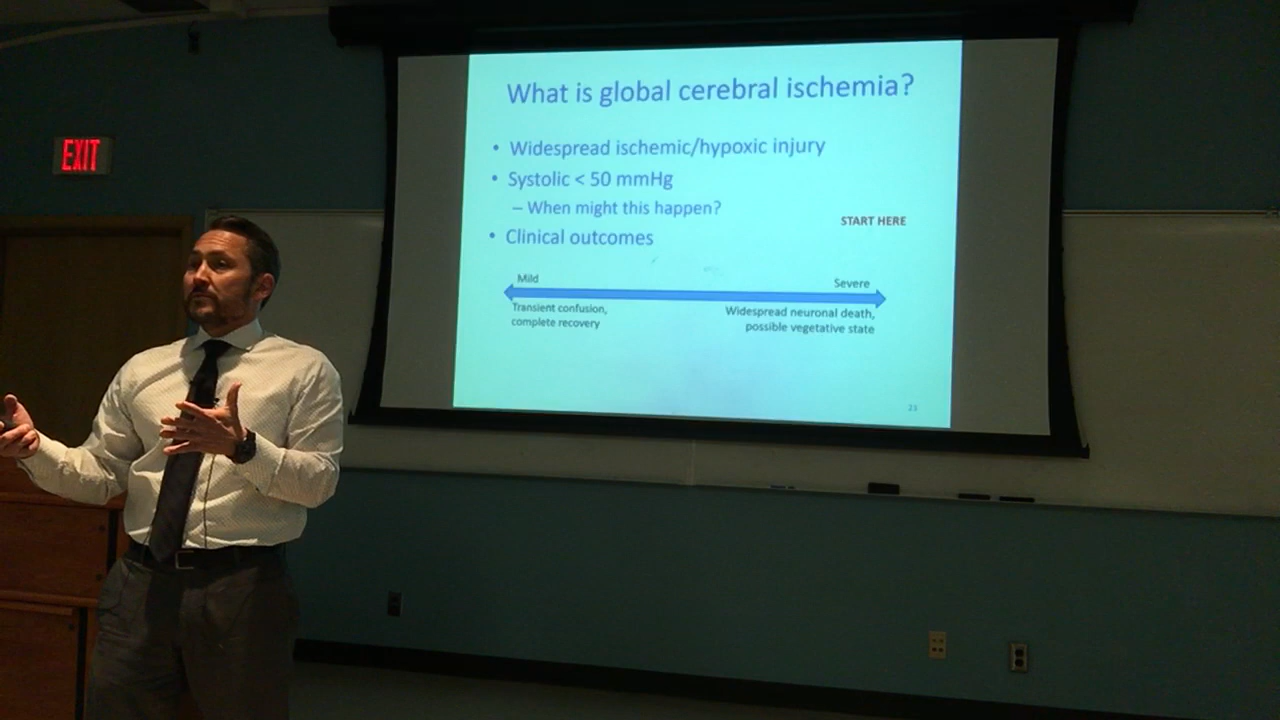 EXIT
What is global cerebral ischemia?
• Widespread ischemic/hypoxic injury
• Systolic < 50 mmHg
– When might this happen?
START HERE
• Clinical outcomes
Mild
Severe
Transient confusion,
complete recovery
Widespread neuronal death,
possible vegetative state
23